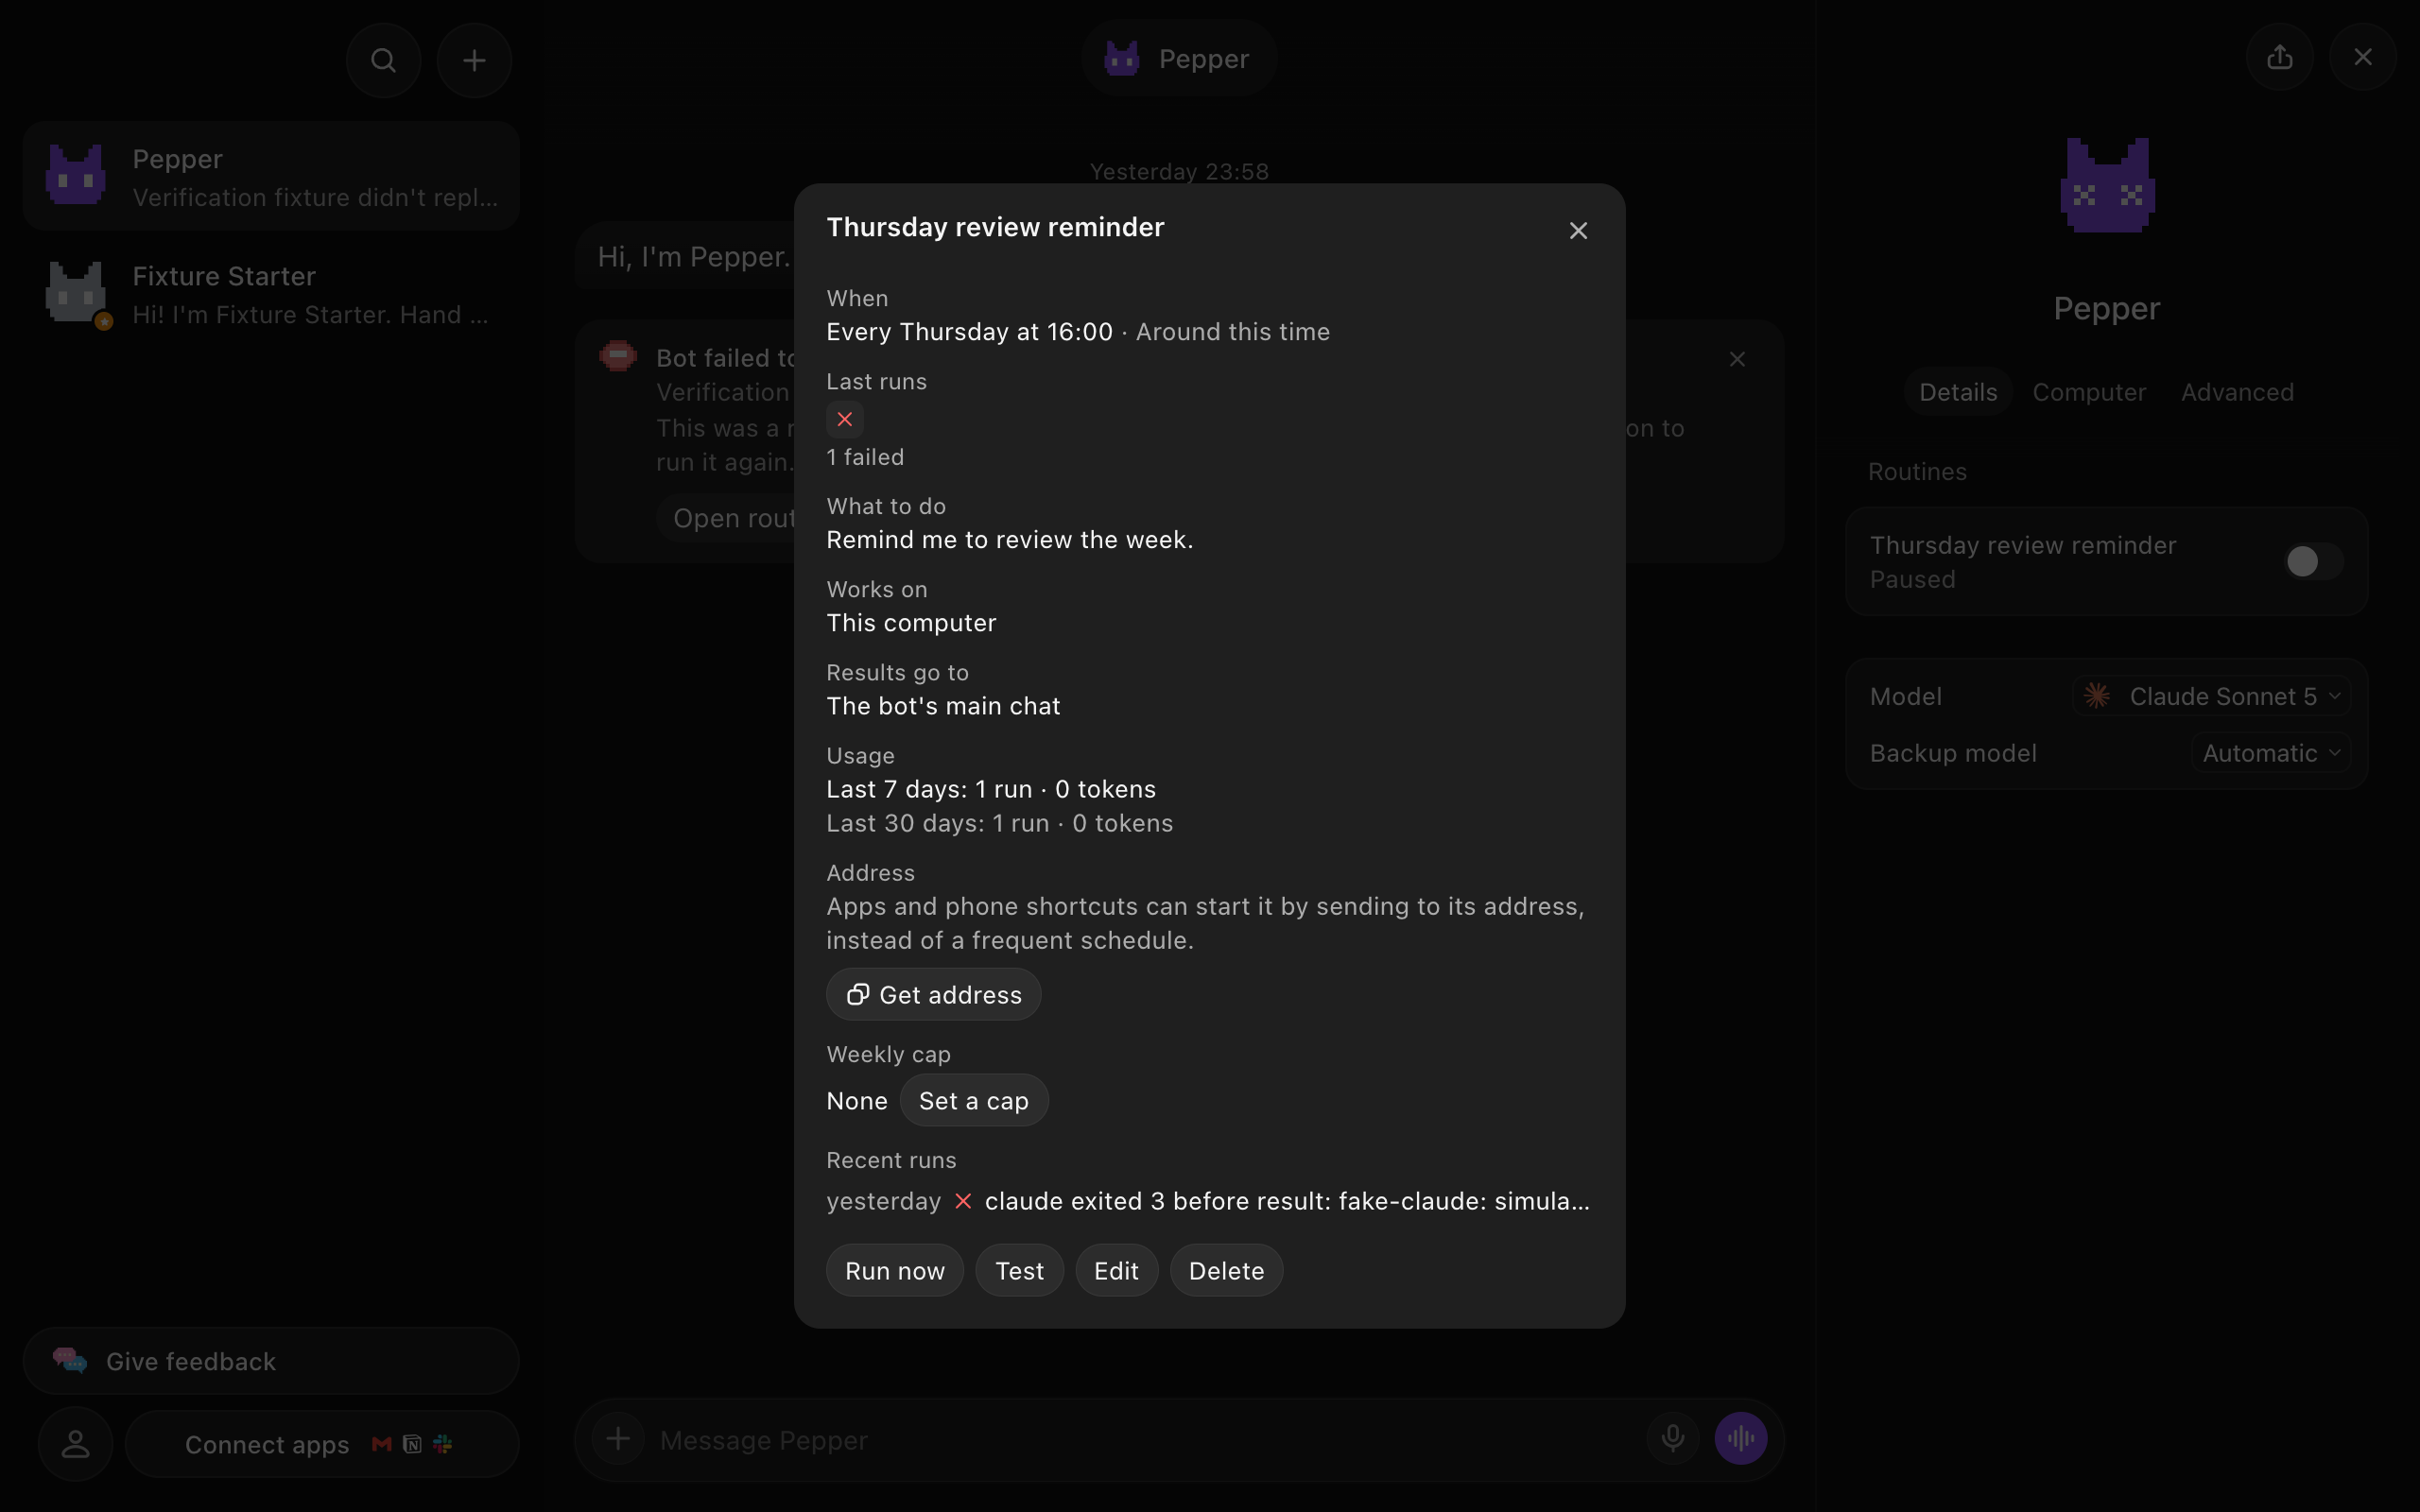 Pepper
Verification fixture didn't repl...
Fixture Starter
Hi! I'm Fixture Starter. Hand ...
Give feedback
Connect apps
Pepper
Yesterday 23:58
Hi, I'm Pepper.
Bot failed to
Verification
This was a r
on to
run it again.
Open rout
Message Pepper
Thursday review reminder
When
Every Thursday at 16:00 · Around this time
Last runs
1 failed
What to do
Remind me to review the week.
Works on
This computer
Results go to
The bot's main chat
Usage
Last 7 days: 1 run · 0 tokens
Last 30 days: 1 run · 0 tokens
Address
Apps and phone shortcuts can start it by sending to its address,
instead of a frequent schedule.
Get address
Weekly cap
None Set a cap
Recent runs
yesterday claude exited 3 before result: fake-claude: simula...
Run now Test Edit Delete
Pepper
Details Computer Advanced
Routines
Thursday review reminder
Paused
Model Claude Sonnet 5
Backup model Automatic